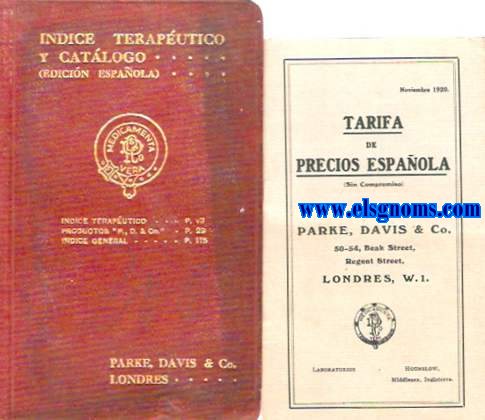 INDICE TERAPÉUTICO
Y CATÁLOGO
(EDICIÓN ESPAÑOLA)
MEDICAMENTA
VERA
INDICE TERAPÉUTICO . . . P. v3
PRODUCTOS "P., D. & Co." . P. 29
INDICE GENERAL . . . . . P. 175
PARKE, DAVIS & Co.
LONDRES
Noviembre 1920.
TARIFA
DE
PRECIOS ESPAÑOLA
(Sin Compromiso)
www.elsgnoms.com
PARKE, DAVIS & Co.
50-54, Beak Street,
Regent Street,
LONDRES, W.1.
LABORATORIOS HOUNSLOW,
Middlesex, Inglaterra.